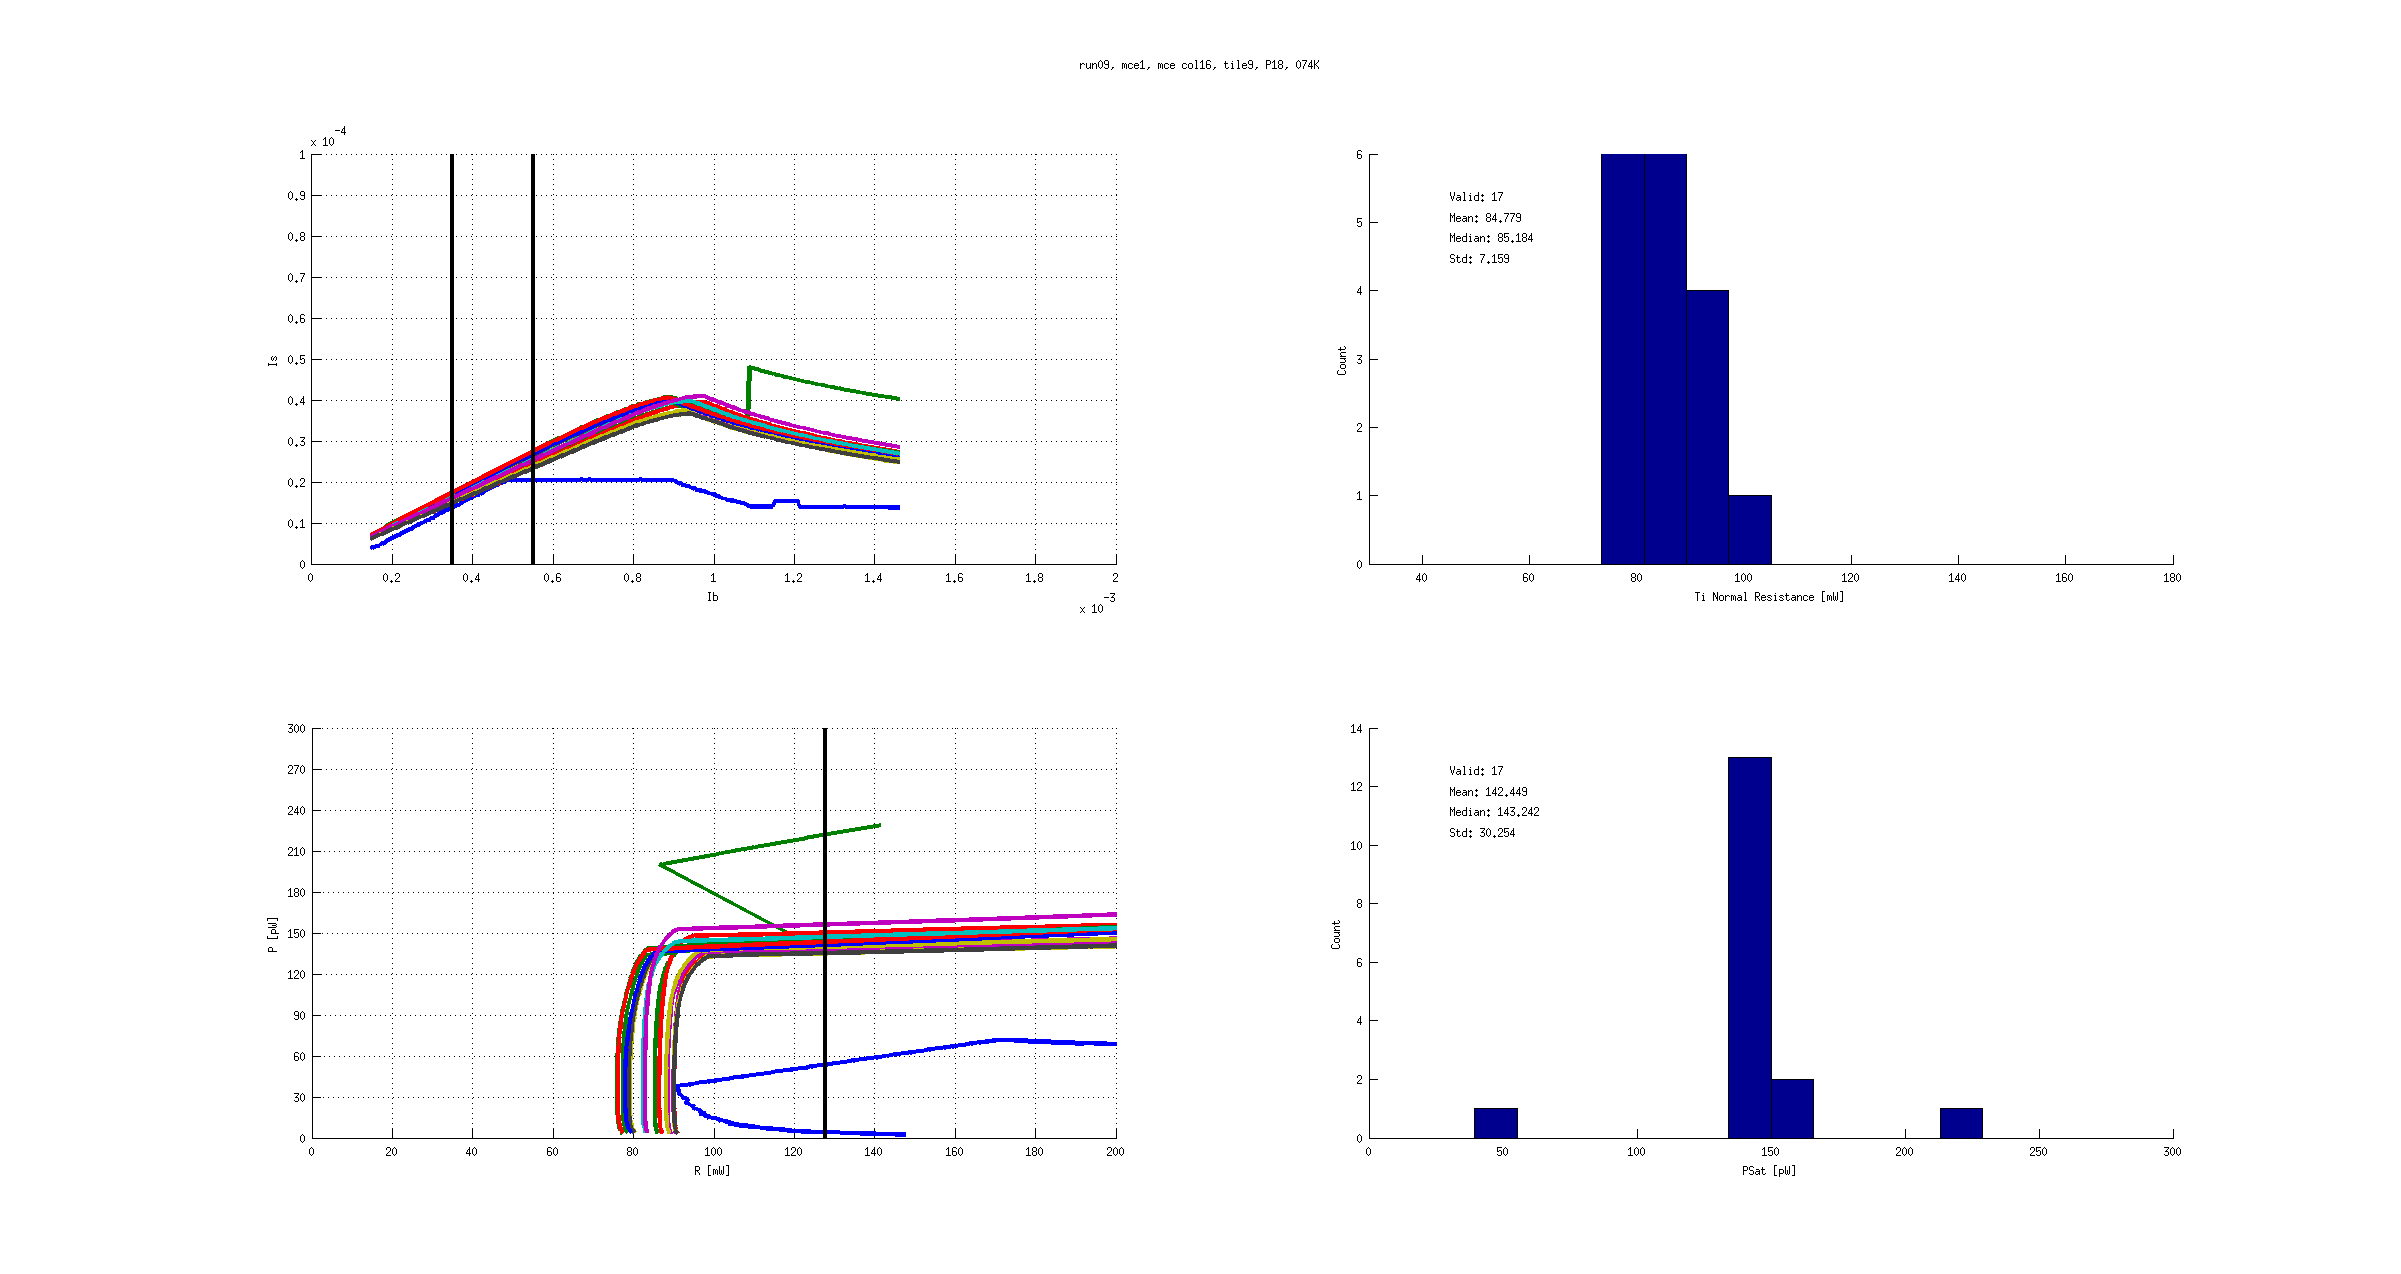 run09, mce1, mce col16, tile9, P18, 074K
x 10^-4
1
0.9
0.8
0.7
0.6
0.5
0.4
0.3
0.2
0.1
0
Is
0 0.2 0.4 0.6 0.8 1 1.2 1.4 1.6 1.8 2
Ib
x 10^-3
6
5
4
3
2
1
0
Count
Valid: 17
Mean: 84.779
Median: 85.184
Std: 7.159
40 60 80 100 120 140 160 180
Ti Normal Resistance [mW]
300
270
240
210
180
150
120
90
60
30
0
P [pW]
0 20 40 60 80 100 120 140 160 180 200
R [mW]
14
12
10
8
6
4
2
0
Count
Valid: 17
Mean: 142.449
Median: 143.242
Std: 30.254
0 50 100 150 200 250 300
PSat [pW]